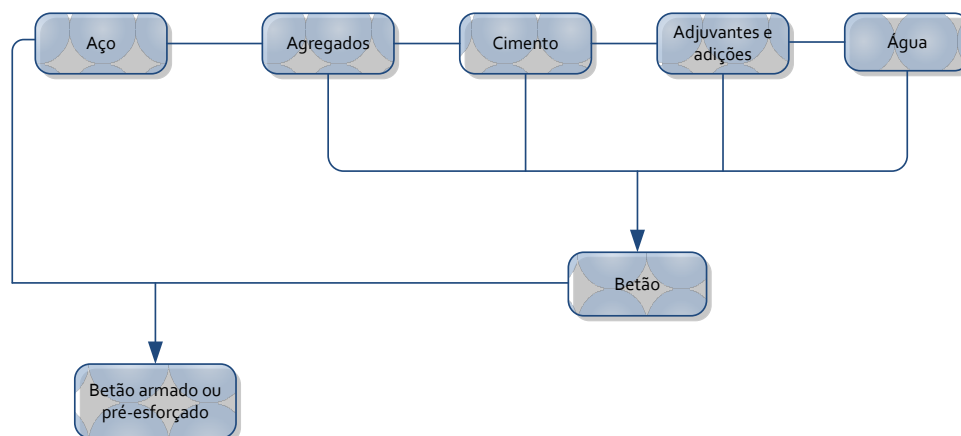 Aço
Agregados
Cimento
Adjuvantes e
adições
Água
Betão
Betão armado ou
pré-esforçado